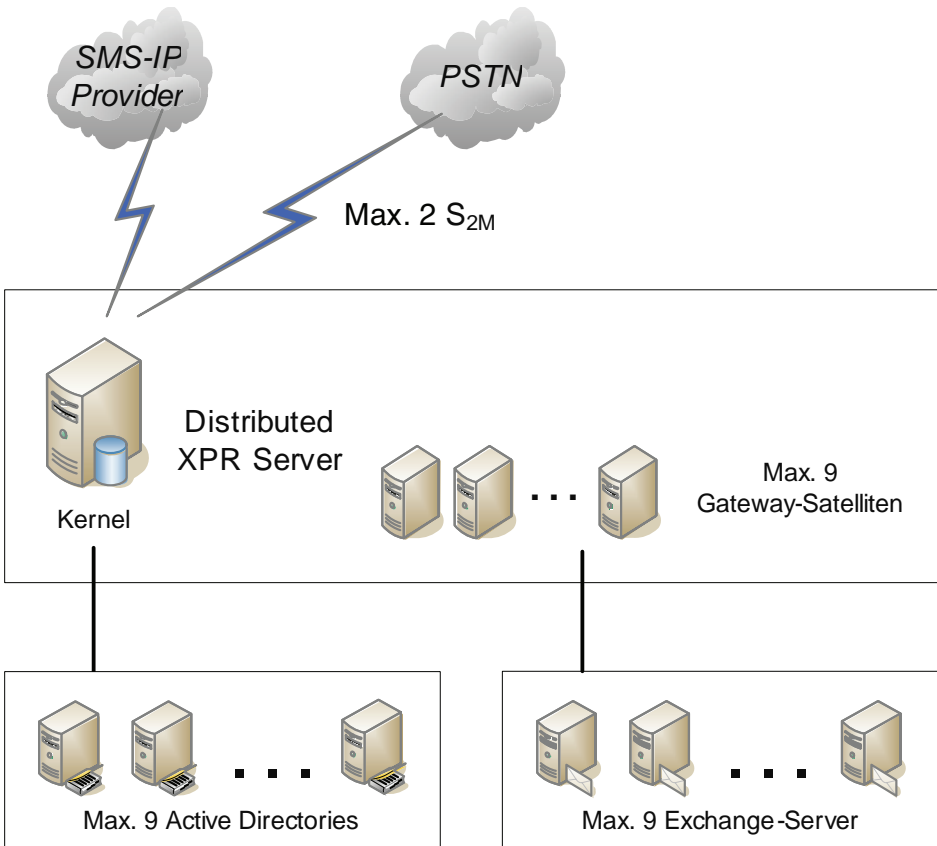 SMS-IP
Provider
PSTN
Max. 2 S2M
Distributed
XPR Server
Kernel
Max. 9
Gateway-Satelliten
Max. 9 Active Directories
Max. 9 Exchange-Server